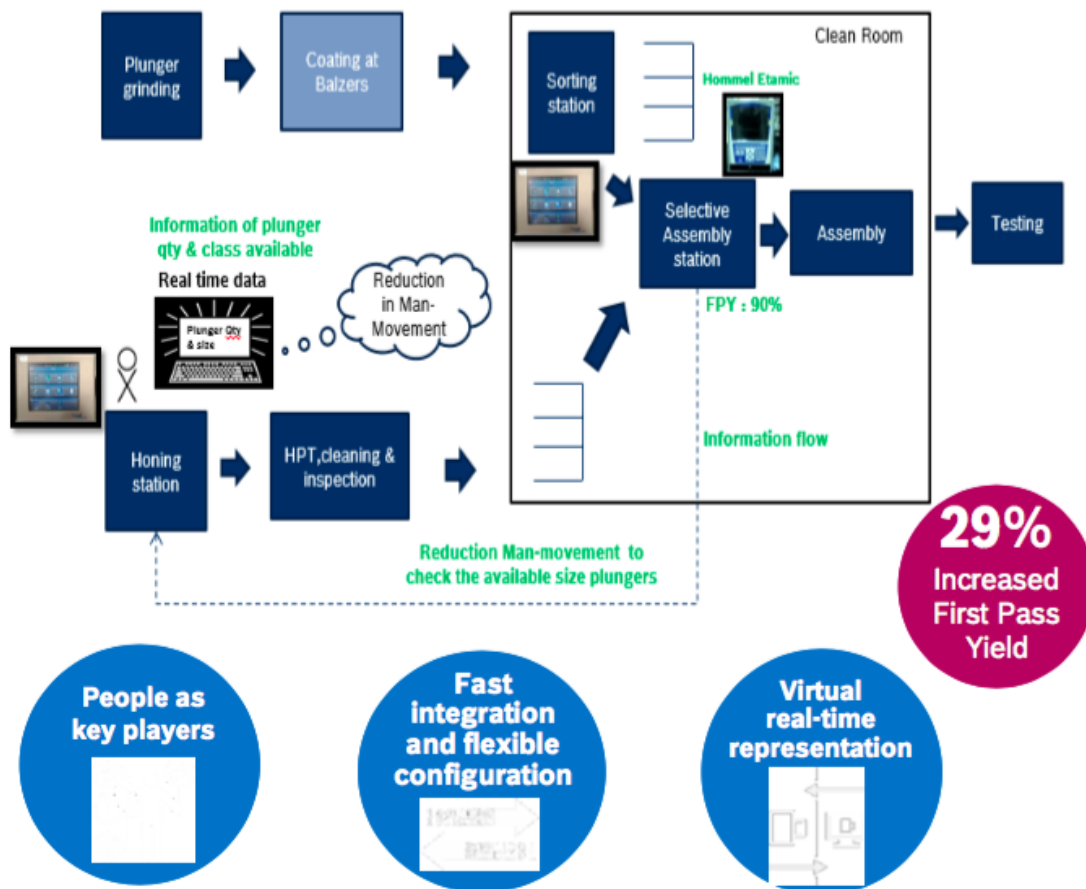 Clean Room
Plunger
grinding
Coating at
Balzers
Sorting
station
Hommel Etamic
Selective
Assembly
station
Assembly
Testing
FPY : 90%
Information of plunger
qty & class available
Real time data
Plunger Qty
& size
Reduction
in Man-
Movement
Honing
station
HPT,cleaning &
inspection
Information flow
Reduction Man-movement to
check the available size plungers
29%
Increased
First Pass
Yield
People as
key players
Fast
integration
and flexible
configuration
Virtual
real-time
representation